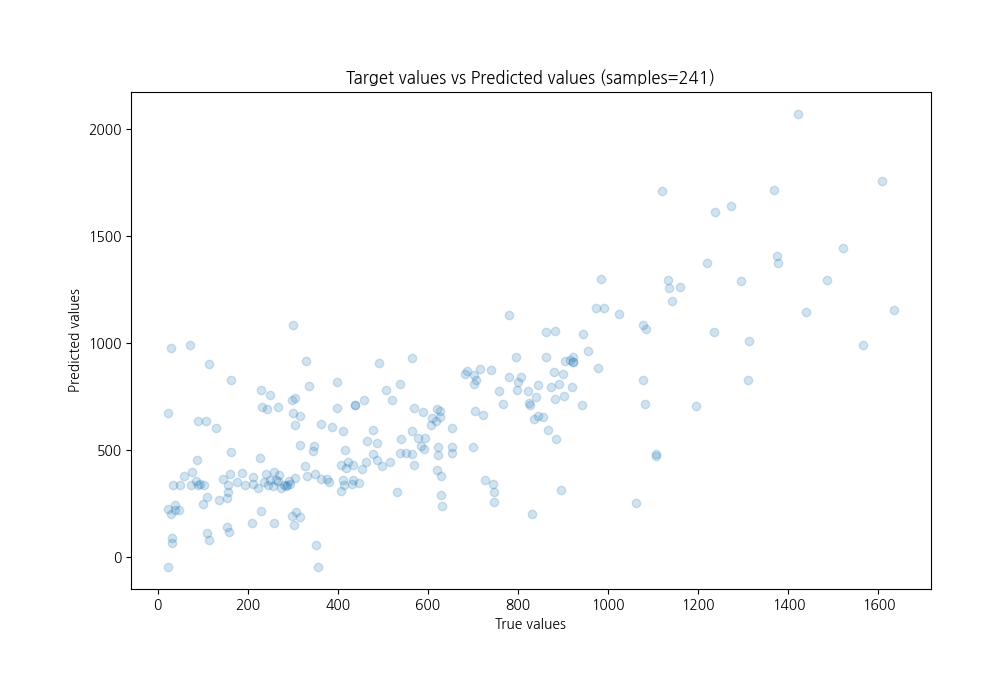 Target values vs Predicted values (samples=241)
2000
1500
1000
500
0
Predicted values
0 200 400 600 800 1000 1200 1400 1600
True values